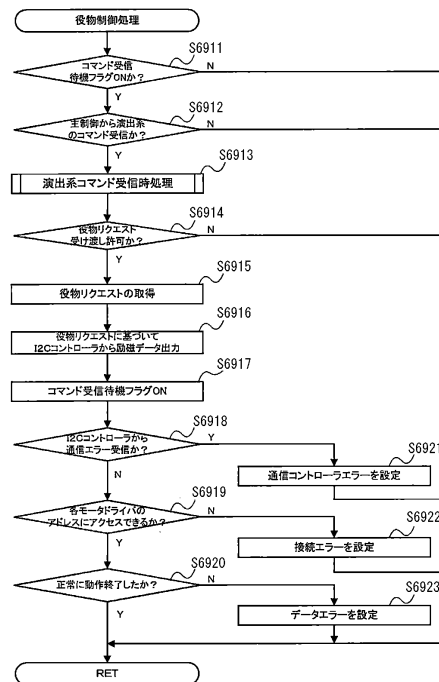 役物制御処理
S6911
コマンド受信
待機フラグONか?
N
Y
S6912
主制御から演出系
のコマンド受信か?
N
Y
S6913
演出系コマンド受信時処理
S6914
役物リクエスト
受け渡し許可か?
N
Y
S6915
役物リクエストの取得
S6916
役物リクエストに基づいて
I2Cコントローラから励磁データ出力
S6917
コマンド受信待機フラグON
S6918
I2Cコントローラから
通信エラー受信か?
Y
N
S6921
通信コントローラエラーを設定
S6919
各モータドライバの
アドレスにアクセスできるか?
N
Y
S6922
接続エラーを設定
S6920
正常に動作終了したか?
N
Y
S6923
データエラーを設定
RET